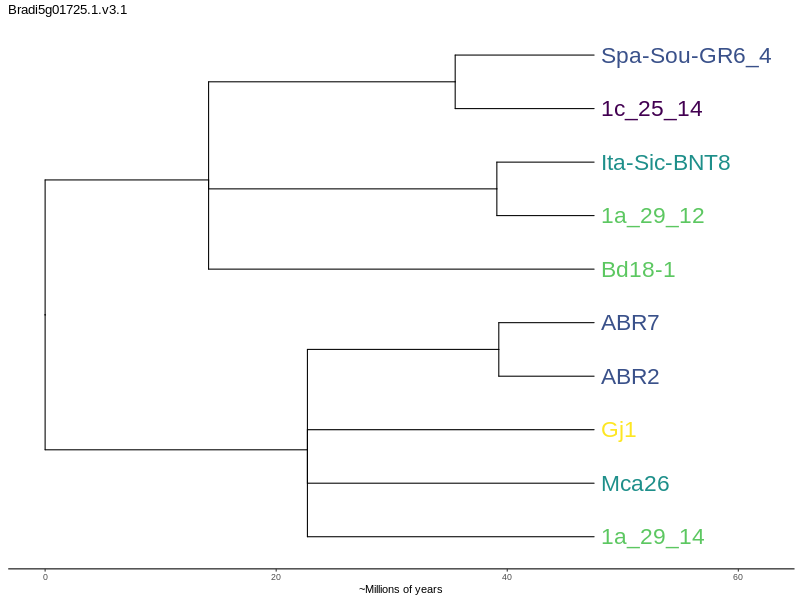 Bradi5g01725.1.v3.1
Spa-Sou-GR6_4
1c_25_14
Ita-Sic-BNT8
1a_29_12
Bd18-1
ABR7
ABR2
Gj1
Mca26
1a_29_14
0 20 40 60
~Millions of years